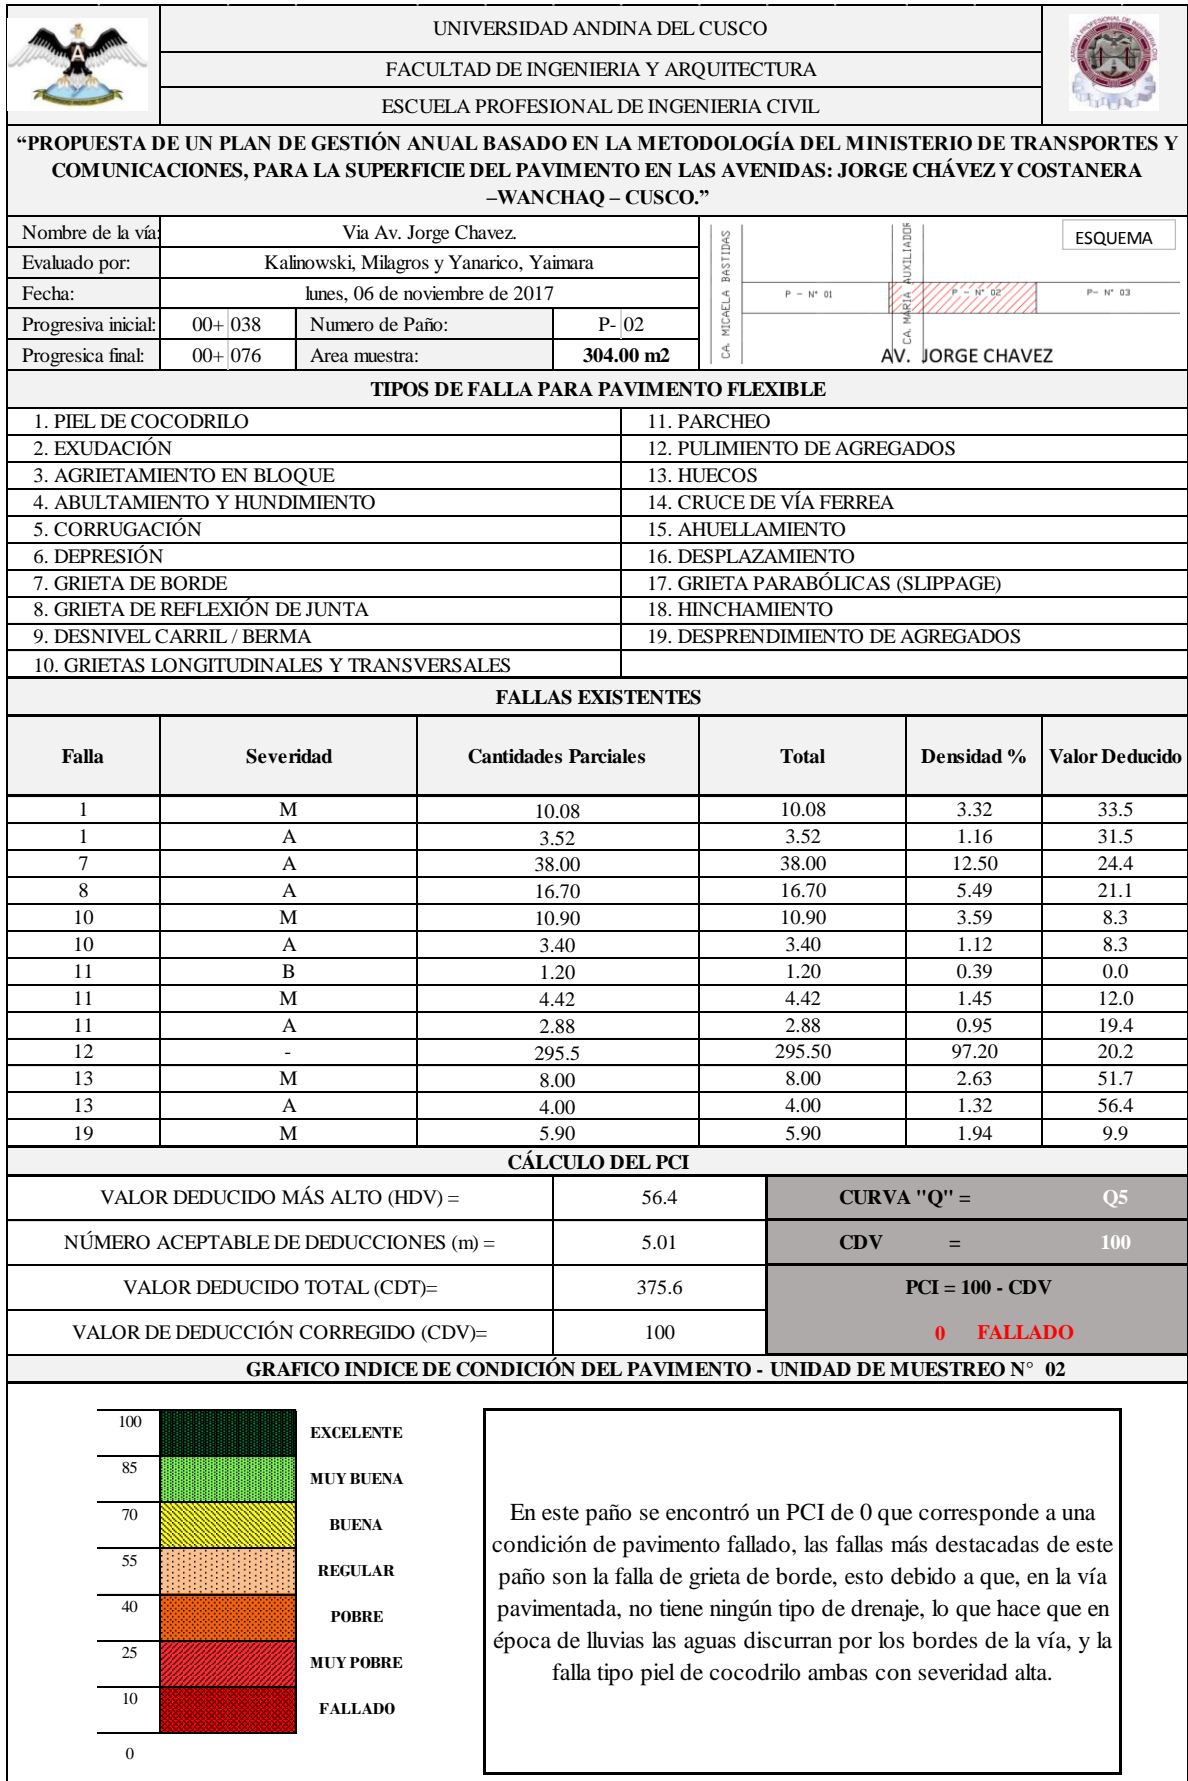 UNIVERSIDAD ANDINA DEL CUSCO
FACULTAD DE INGENIERIA Y ARQUITECTURA
ESCUELA PROFESIONAL DE INGENIERIA CIVIL
“PROPUESTA DE UN PLAN DE GESTIÓN ANUAL BASADO EN LA METODOLOGÍA DEL MINISTERIO DE TRANSPORTES Y
COMUNICACIONES, PARA LA SUPERFICIE DEL PAVIMENTO EN LAS AVENIDAS: JORGE CHÁVEZ Y COSTANERA
–WANCHAQ – CUSCO.”
Nombre de la vía: Via Av. Jorge Chavez.
Evaluado por: Kalinowski, Milagros y Yanarico, Yaimara
Fecha: lunes, 06 de noviembre de 2017
Progresiva inicial: 00+ 038 Numero de Paño: P- 02
Progresica final: 00+ 076 Area muestra: 304.00 m2
ESQUEMA
CA. MICAELA BASTIDAS
CA. MARIA AUXILIADOR
P - N° 01 P - N° 02 P- N° 03
AV. JORGE CHAVEZ
TIPOS DE FALLA PARA PAVIMENTO FLEXIBLE
1. PIEL DE COCODRILO 11. PARCHEO
2. EXUDACIÓN 12. PULIMIENTO DE AGREGADOS
3. AGRIETAMIENTO EN BLOQUE 13. HUECOS
4. ABULTAMIENTO Y HUNDIMIENTO 14. CRUCE DE VÍA FERREA
5. CORRUGACIÓN 15. AHUELLAMIENTO
6. DEPRESIÓN 16. DESPLAZAMIENTO
7. GRIETA DE BORDE 17. GRIETA PARABÓLICAS (SLIPPAGE)
8. GRIETA DE REFLEXIÓN DE JUNTA 18. HINCHAMIENTO
9. DESNIVEL CARRIL / BERMA 19. DESPRENDIMIENTO DE AGREGADOS
10. GRIETAS LONGITUDINALES Y TRANSVERSALES
FALLAS EXISTENTES
Falla Severidad Cantidades Parciales Total Densidad % Valor Deducido
1 M 10.08 10.08 3.32 33.5
1 A 3.52 3.52 1.16 31.5
7 A 38.00 38.00 12.50 24.4
8 A 16.70 16.70 5.49 21.1
10 M 10.90 10.90 3.59 8.3
10 A 3.40 3.40 1.12 8.3
11 B 1.20 1.20 0.39 0.0
11 M 4.42 4.42 1.45 12.0
11 A 2.88 2.88 0.95 19.4
12 - 295.5 295.50 97.20 20.2
13 M 8.00 8.00 2.63 51.7
13 A 4.00 4.00 1.32 56.4
19 M 5.90 5.90 1.94 9.9
CÁLCULO DEL PCI
VALOR DEDUCIDO MÁS ALTO (HDV) = 56.4 CURVA "Q" = Q5
NÚMERO ACEPTABLE DE DEDUCCIONES (m) = 5.01 CDV = 100
VALOR DEDUCIDO TOTAL (CDT)= 375.6 PCI = 100 - CDV
VALOR DE DEDUCCIÓN CORREGIDO (CDV)= 100 0 FALLADO
GRAFICO INDICE DE CONDICIÓN DEL PAVIMENTO - UNIDAD DE MUESTREO N° 02
100 EXCELENTE
85 MUY BUENA
70 BUENA
55 REGULAR
40 POBRE
25 MUY POBRE
10 FALLADO
0
En este paño se encontró un PCI de 0 que corresponde a una
condición de pavimento fallado, las fallas más destacadas de este
paño son la falla de grieta de borde, esto debido a que, en la vía
pavimentada, no tiene ningún tipo de drenaje, lo que hace que en
época de lluvias las aguas discurran por los bordes de la vía, y la
falla tipo piel de cocodrilo ambas con severidad alta.